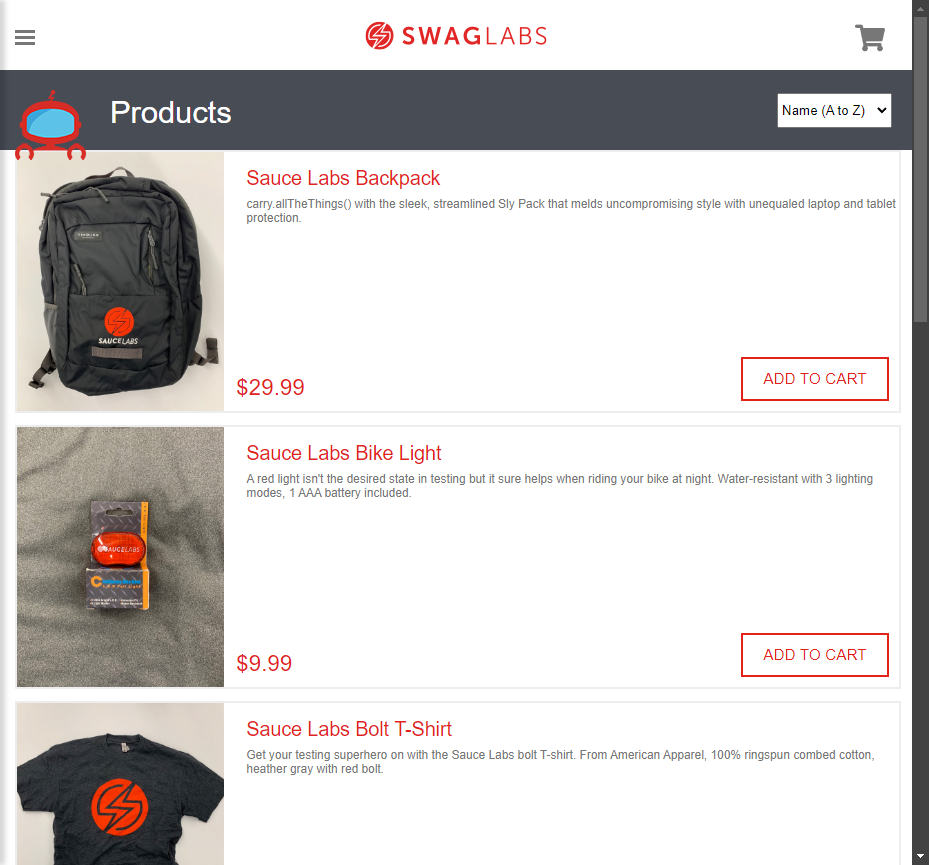 SWAGLABS
Products
Name (A to Z)
Sauce Labs Backpack
carry.allTheThings() with the sleek, streamlined Sly Pack that melds uncompromising style with unequaled laptop and tablet
protection.
SAUCELABS
$29.99
ADD TO CART
Sauce Labs Bike Light
A red light isn't the desired state in testing but it sure helps when riding your bike at night. Water-resistant with 3 lighting
modes, 1 AAA battery included.
SAUCELABS
$9.99
ADD TO CART
Sauce Labs Bolt T-Shirt
Get your testing superhero on with the Sauce Labs bolt T-shirt. From American Apparel, 100% ringspun combed cotton,
heather gray with red bolt.